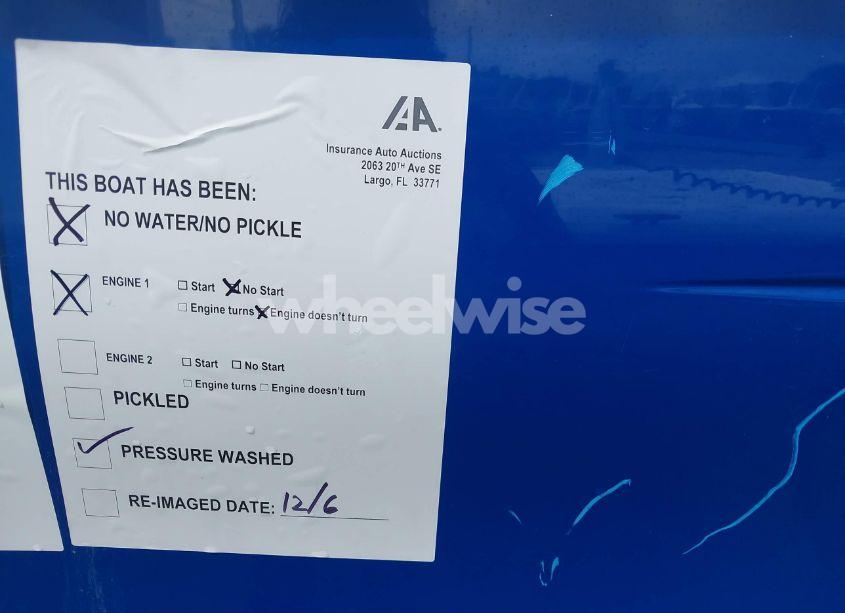 IAA
Insurance Auto Auctions
2063 20TH Ave SE
Largo, FL 33771
THIS BOAT HAS BEEN:
NO WATER/NO PICKLE
ENGINE 1 Start No Start
Engine turns Engine doesn't turn
wheelwise
ENGINE 2 Start No Start
Engine turns Engine doesn't turn
PICKLED
PRESSURE WASHED
RE-IMAGED DATE: 12/6